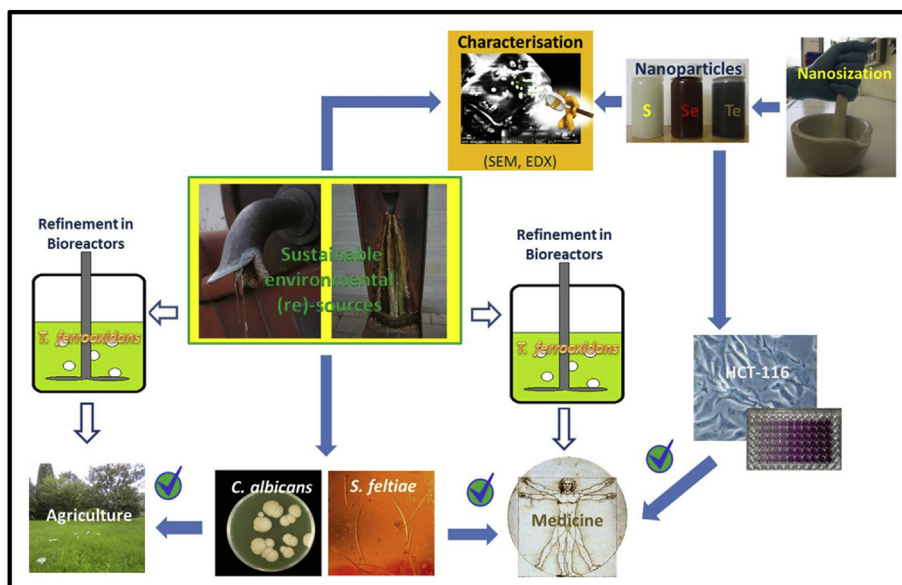 Characterisation
(SEM, EDX)
Nanoparticles
S
Se
Te
Nanosization
Refinement in
Bioreactors
T. ferrooxidans
Sustainable
environmental
(re)-sources
Refinement in
Bioreactors
T. ferrooxidans
HCT-116
Agriculture
C. albicans
S. feltiae
Medicine